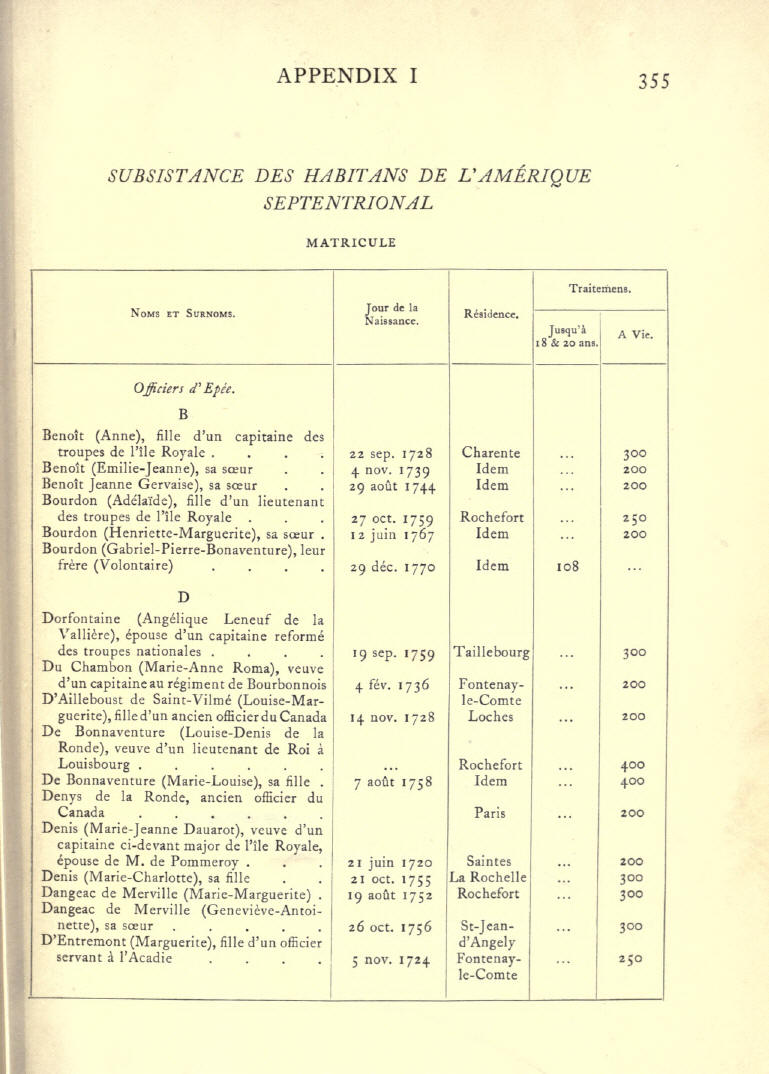 APPENDIX I 355
SUBSISTANCE DES HABITANS DE L'AMÉRIQUE
SEPTENTRIONAL
MATRICULE
Noms et Surnoms. Jour de la Naissance. Résidence. Traitemens.
Jusqu'à 18 & 20 ans. A Vie.
Officiers d'Epée.
B
Benoît (Anne), fille d'un capitaine des
troupes de l'île Royale . . . . 22 sep. 1728 Charente ... 300
Benoît (Emilie-Jeanne), sa sœur . . 4 nov. 1739 Idem ... 200
Benoît Jeanne Gervaise), sa sœur . . 29 août 1744 Idem ... 200
Bourdon (Adélaïde), fille d'un lieutenant
des troupes de l'île Royale . . . 27 oct. 1759 Rochefort ... 250
Bourdon (Henriette-Marguerite), sa sœur . 12 juin 1767 Idem ... 200
Bourdon (Gabriel-Pierre-Bonaventure), leur
frère (Volontaire) . . . . 29 déc. 1770 Idem 108 ...
D
Dorfontaine (Angélique Leneuf de la
Vallière), épouse d'un capitaine reformé
des troupes nationales . . . . 19 sep. 1759 Taillebourg ... 300
Du Chambon (Marie-Anne Roma), veuve
d'un capitaine au régiment de Bourbonnois 4 fév. 1736 Fontenay- ... 200
D'Ailleboust de Saint-Vilmé (Louise-Mar- le-Comte
guerite), fille d'un ancien officier du Canada 14 nov. 1728 Loches ... 200
De Bonnaventure (Louise-Denis de la
Ronde), veuve d'un lieutenant de Roi à
Louisbourg . . . . . . ... Rochefort ... 400
De Bonnaventure (Marie-Louise), sa fille . 7 août 1758 Idem ... 400
Denys de la Ronde, ancien officier du
Canada . . . . . . Paris ... 200
Denis (Marie-Jeanne Dauarot), veuve d'un
capitaine ci-devant major de l'île Royale,
épouse de M. de Pommeroy . . . 21 juin 1720 Saintes ... 200
Denis (Marie-Charlotte), sa fille . . 21 oct. 1755 La Rochelle ... 300
Dangeac de Merville (Marie-Marguerite) . 19 août 1752 Rochefort ... 300
Dangeac de Merville (Geneviève-Antoi-
nette), sa sœur . . . . . 26 oct. 1756 St-Jean- ... 300
D'Entremont (Marguerite), fille d'un officier d'Angely
servant à l'Acadie . . . . 5 nov. 1724 Fontenay- ... 250
le-Comte